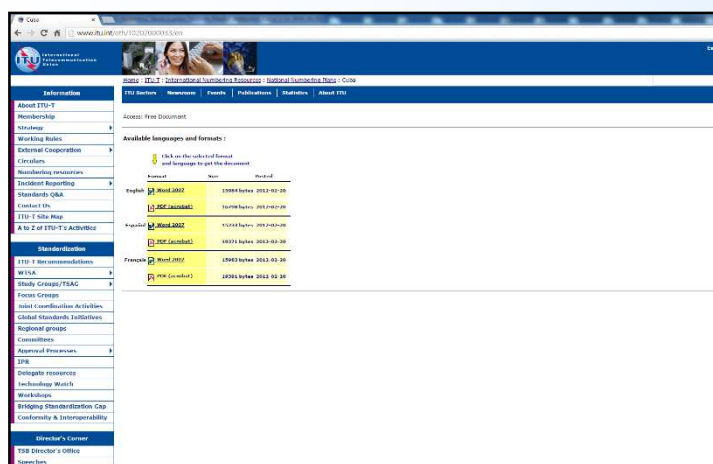 Cuba
www.itu.int/oth/T0202000033/en
International
Telecommunication
Union
Home : ITU-T : International Numbering Resources : National Numbering Plans : Cuba
ITU Sectors | Newsroom | Events | Publications | Statistics | About ITU
Access: Free Document
Available languages and formats :
Click on the selected format
and language to get the document
Format Size Posted
English Word 2007 bytes 2012-02-20
PDF (acrobat) bytes 2012-02-20
Español Word 2007 bytes 2012-02-20
PDF (acrobat) bytes 2012-02-20
Français Word 2007 bytes 2012-02-20
PDF (acrobat) bytes 2012-02-20
Information
About ITU-T
Membership
Strategy
Working Rules
External Cooperation
Circulars
Numbering resources
Incident Reporting
Standards Q&A
Contact Us
ITU-T Site Map
A to Z of ITU-T's Activities
Standardization
ITU-T Recommendations
WTSA
Study Groups/TSAG
Focus Groups
Joint Coordination Activities
Global Standards Initiatives
Regional groups
Committees
Approval Processes
IPR
Delegate resources
Technology Watch
Workshops
Bridging Standardization Gap
Conformity & Interoperability
Director's Corner
TSB Director's Office
Speeches